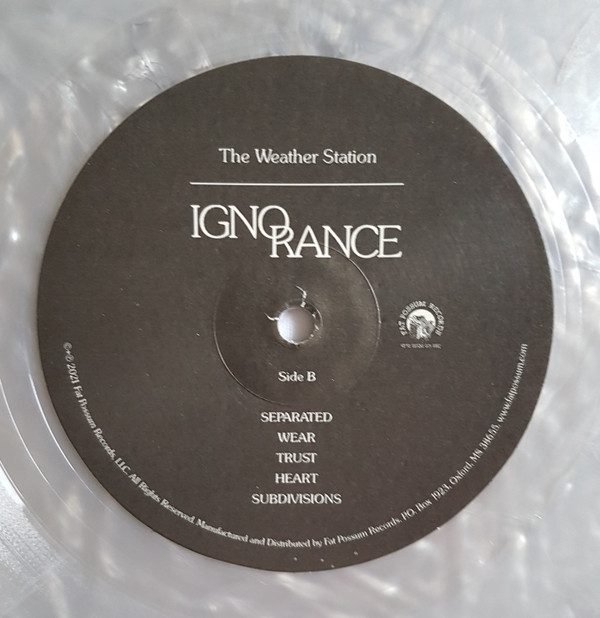 The Weather Station
IGNORANCE
FAT POSSUM RECORDS
Side B
SEPARATED
WEAR
TRUST
HEART
SUBDIVISIONS
©+℗ 2021 Fat Possum Records, LLC. All Rights Reserved. Manufactured and Distributed by Fat Possum Records, P.O. Box 1923, Oxford, MS 38655. www.fatpossum.com